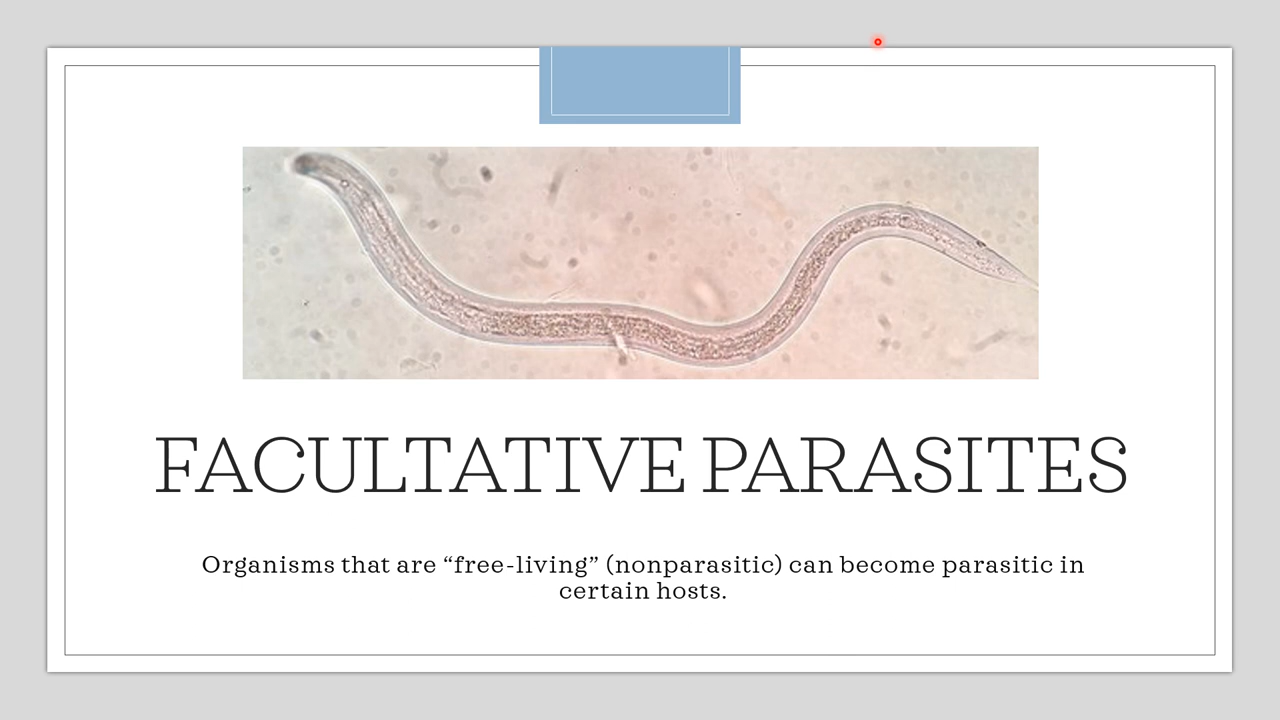 FACULTATIVE PARASITES
Organisms that are “free-living” (nonparasitic) can become parasitic in
certain hosts.